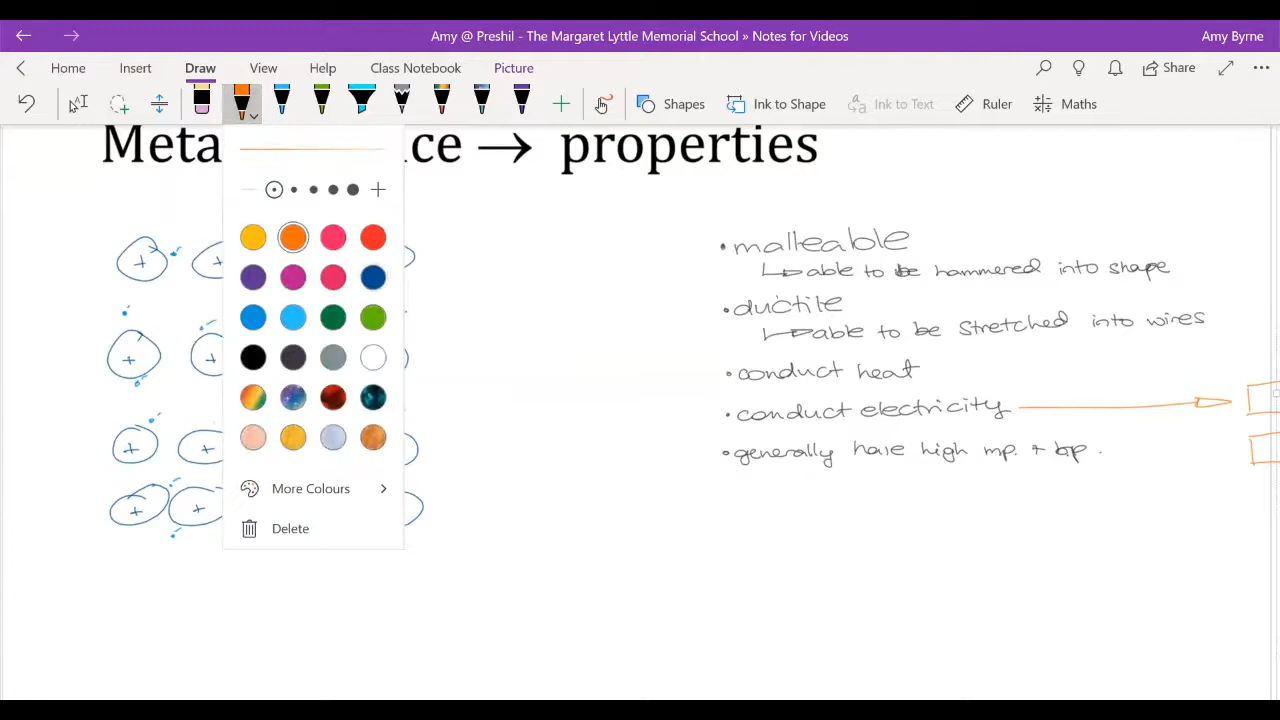 Amy @ Preshil - The Margaret Lyttle Memorial School » Notes for Videos
Amy Byrne
Home Insert Draw View Help Class Notebook Picture
Share
Shapes Ink to Shape Ink to Text Ruler Maths
Meta ce → properties
More Colours
Delete
+ +
+ +
+ +
+ +
• malleable
↳ able to be hammered into shape
• ductile
↳ able to be stretched into wires
• conduct heat
• conduct electricity →
• generally have high mp. + bp.